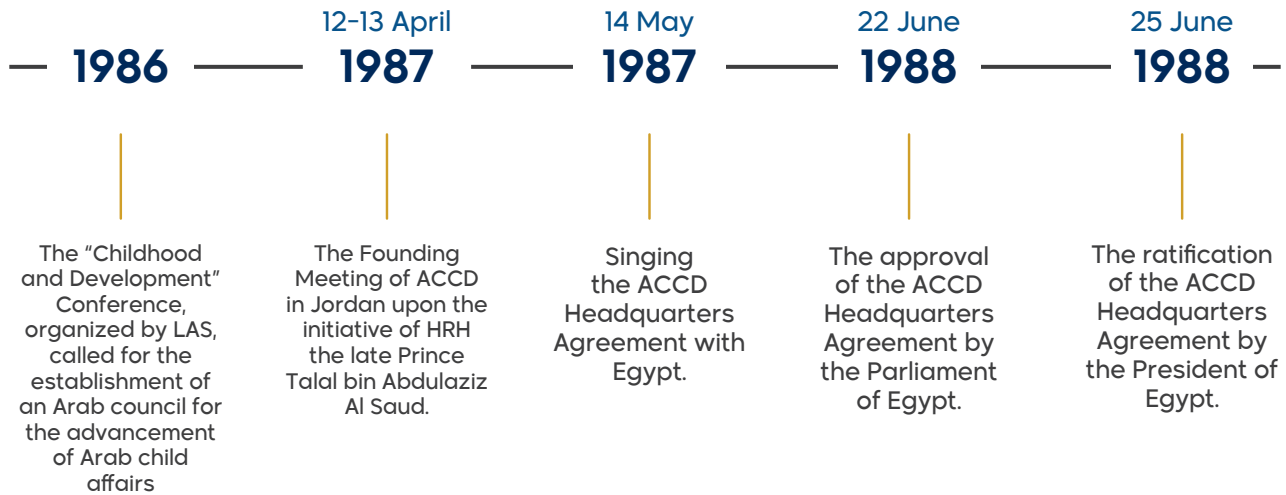 1986
The “Childhood
and Development”
Conference,
organized by LAS,
called for the
establishment of
an Arab council for
the advancement
of Arab child
affairs
12-13 April
1987
The Founding
Meeting of ACCD
in Jordan upon the
initiative of HRH
the late Prince
Talal bin Abdulaziz
Al Saud.
14 May
1987
Singing
the ACCD
Headquarters
Agreement with
Egypt.
22 June
1988
The approval
of the ACCD
Headquarters
Agreement by
the Parliament
of Egypt.
25 June
1988
The ratification
of the ACCD
Headquarters
Agreement by
the President of
Egypt.